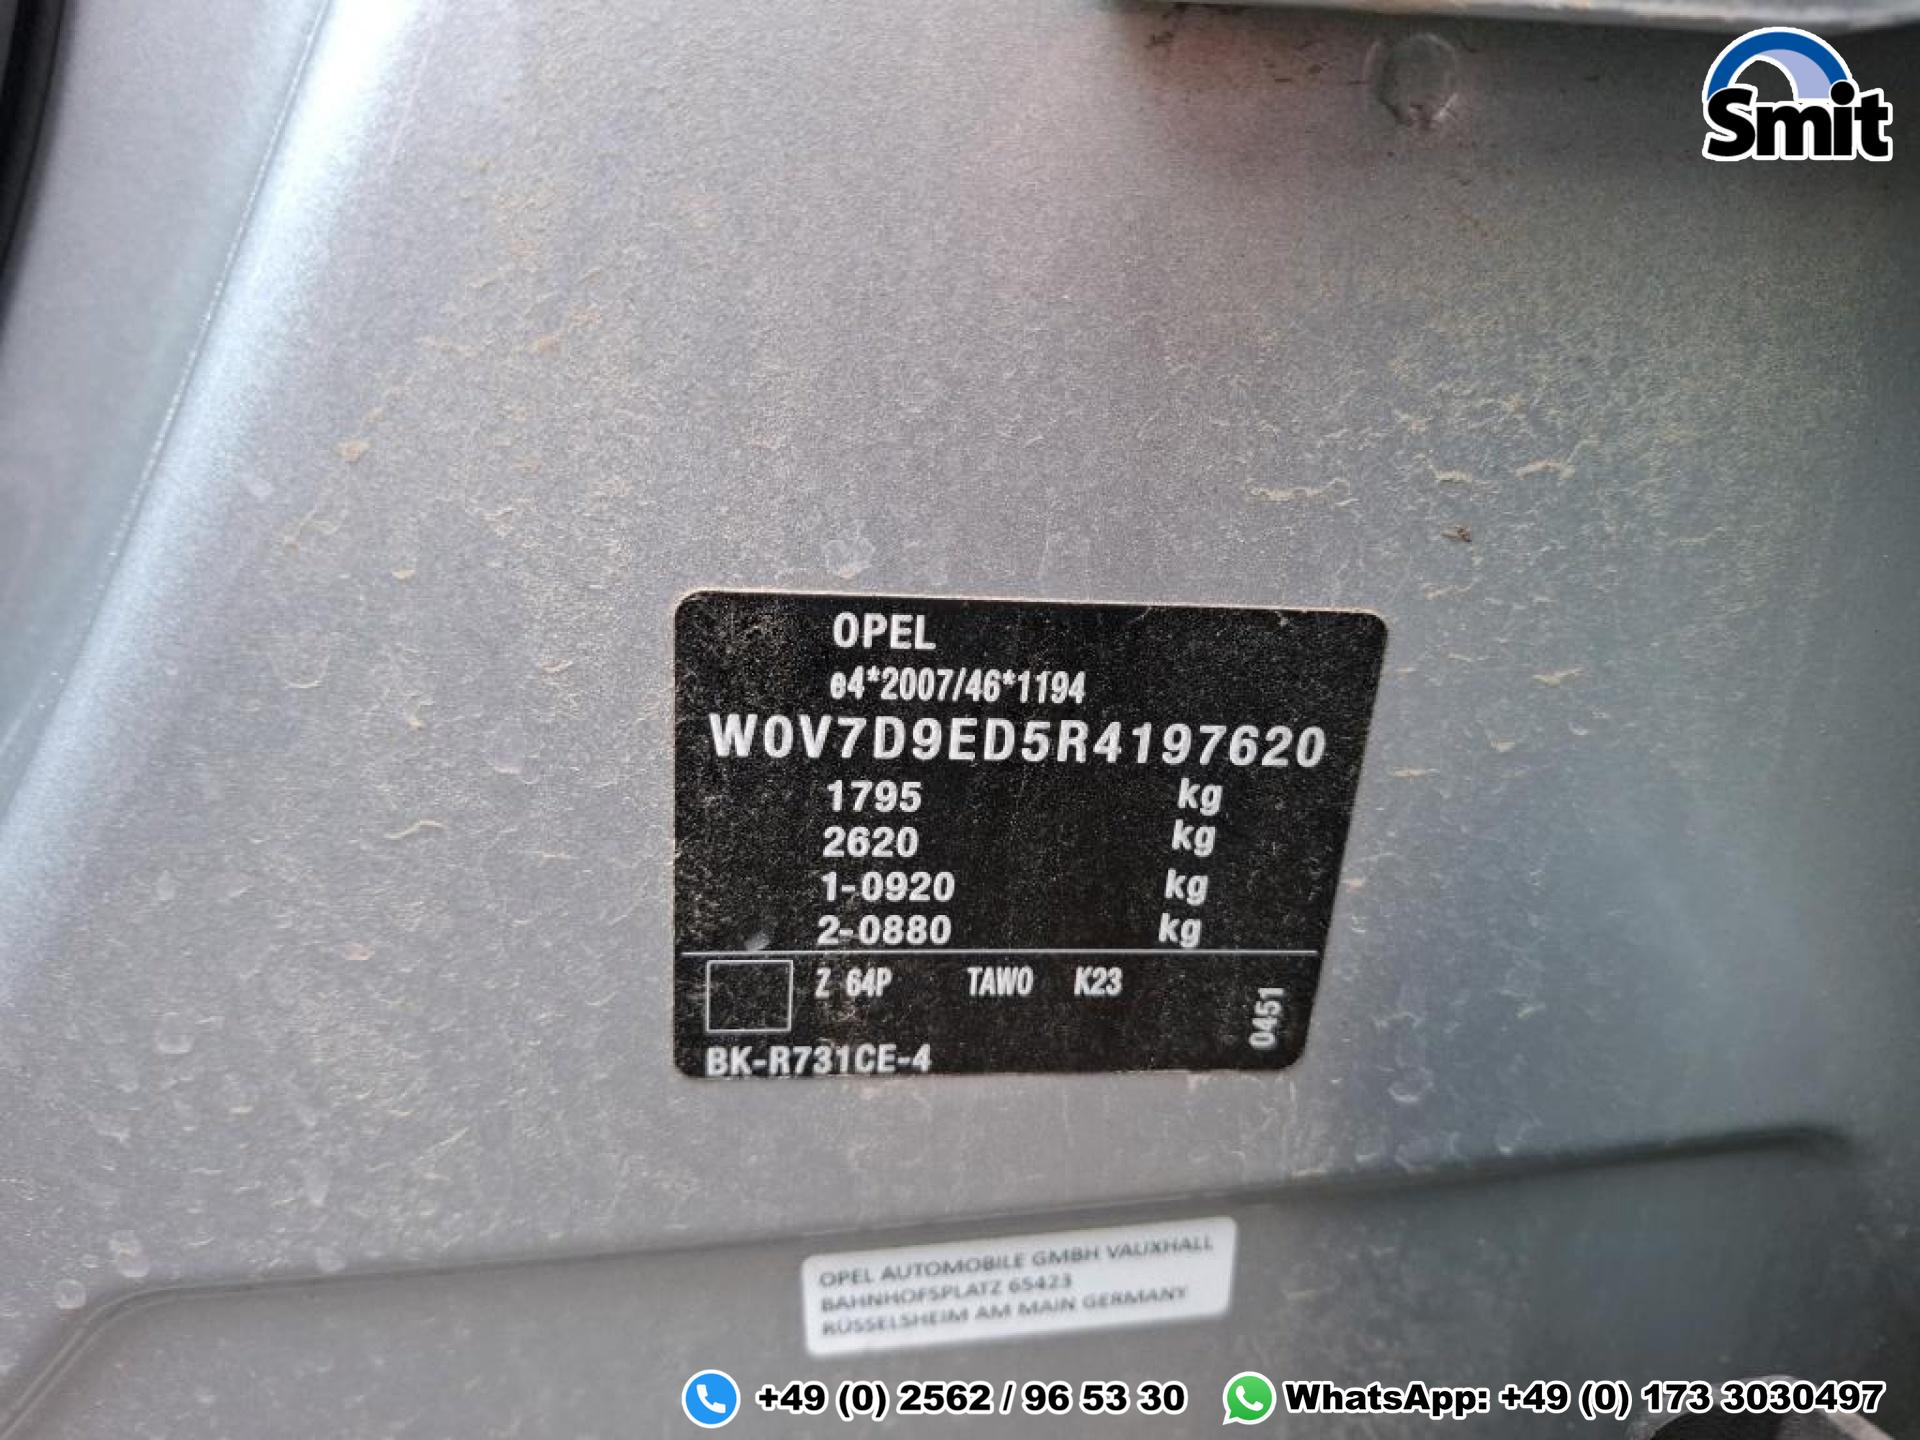 Smit
OPEL
e4*2007/46*1194
W0V7D9ED5R4197620
1795 kg
2620 kg
1-0920 kg
2-0880 kg
Z 64P TAW0 K23
0451
BK-R731CE-4
OPEL AUTOMOBILE GMBH VAUXHALL
BAHNHOFSPLATZ 65423
RÜSSELSHEIM AM MAIN GERMANY
+49 (0) 2562 / 96 53 30
WhatsApp: +49 (0) 173 3030497